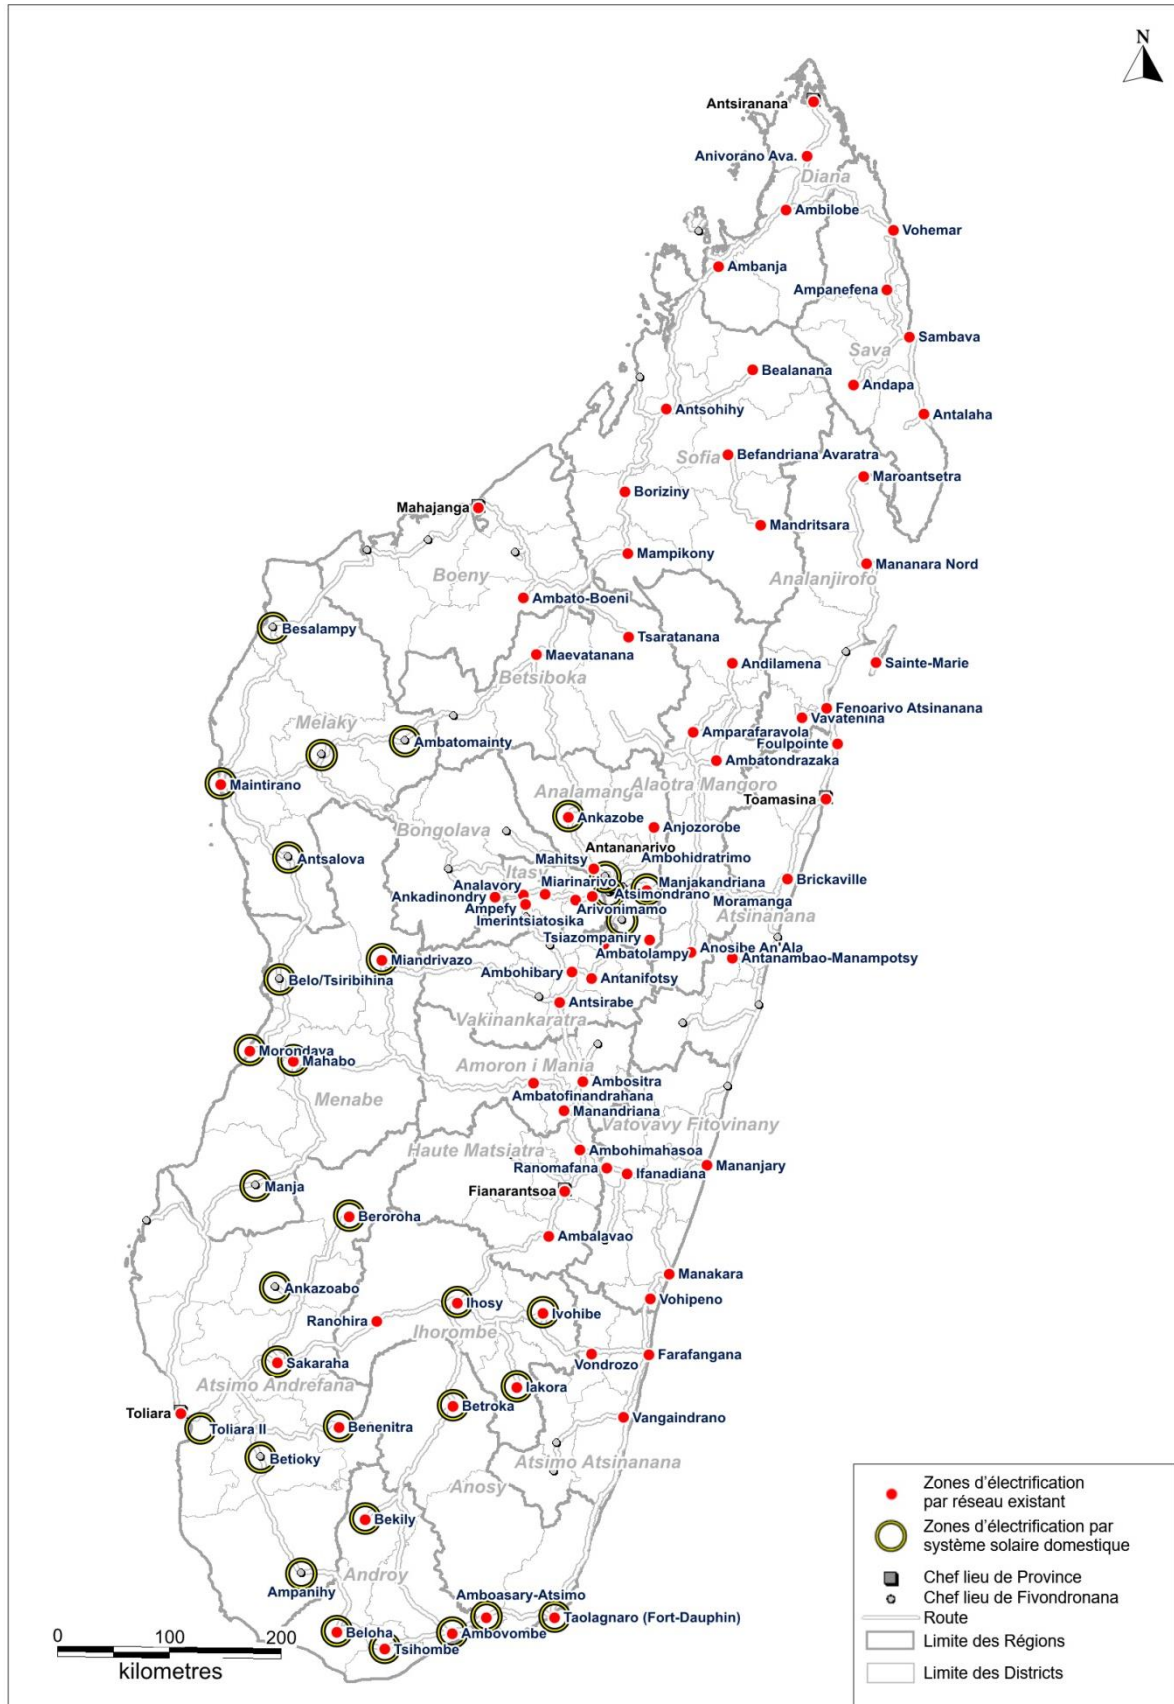 N
Antsiranana
Anivorano Ava.
Diana
Ambilobe
Vohemar
Ambanja
Ampanefena
Sambava
Sava
Bealanana
Andapa
Antsohihy
Antalaha
Sofia
Befandriana Avaratra
Maroantsetra
Boriziny
Mahajanga
Mandritsara
Mampikony
Mananara Nord
Boeny
Analanjirofo
Ambato-Boeni
Besalampy
Tsaratanana
Maevatanana
Andilamena
Sainte-Marie
Betsiboka
Fenoarivo Atsinanana
Vavatenina
Melaky
Amparafaravola
Ambatomainty
Foulpointe
Ambatondrazaka
Maintirano
Alaotra Mangoro
Analamanga
Toamasina
Ankazobe
Anjozorobe
Bongolava
Antananarivo
Antsalova
Mahitsy
Ambohidratrimo
Itasy
Miarinarivo
Manjakandriana
Brickaville
Analavory
Atsimondrano
Ankadinondry
Moramanga
Ampefy
Arivonimamo
Atsinanana
Imerintsiatosika
Tsiazompaniry
Anosibe An'Ala
Ambatolampy
Antanambao-Manampotsy
Miandrivazo
Ambohibary
Antanifotsy
Belo/Tsiribihina
Antsirabe
Vakinankaratra
Morondava
Mahabo
Amoron i Mania
Ambositra
Ambatofinandrahana
Menabe
Manandriana
Vatovavy Fitovinany
Haute Matsiatra
Ambohimahasoa
Ranomafana
Ifanadiana
Mananjary
Manja
Fianarantsoa
Beroroha
Ambalavao
Manakara
Ankazoabo
Vohipeno
Ihosy
Ivohibe
Ranohira
Ihorombe
Sakaraha
Vondrozo
Farafangana
Atsimo Andrefana
Iakora
Betroka
Toliara
Vangaindrano
Toliara II
Benenitra
Betioky
Atsimo Atsinanana
Anosy
Bekily
Androy
Ampanihy
Amboasary-Atsimo
Taolagnaro (Fort-Dauphin)
Beloha
Ambovombe
Tsihombe
0 100 200
kilometres
Zones d'électrification
par réseau existant
Zones d'électrification par
système solaire domestique
Chef lieu de Province
Chef lieu de Fivondronana
Route
Limite des Régions
Limite des Districts